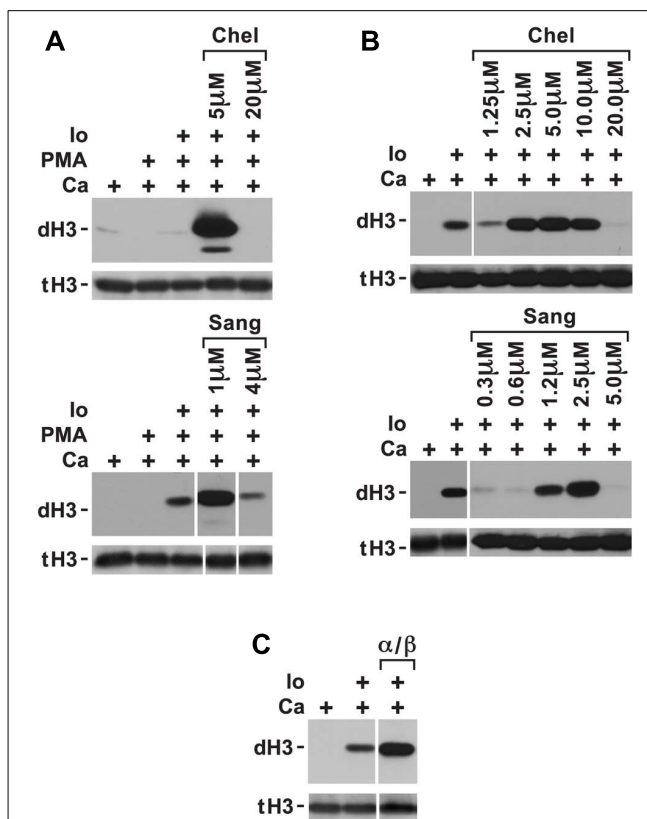 A
Chel
5µM 20µM
Io + + +
PMA + + + +
Ca + + + + +
dH3 -
tH3 -
Sang
1µM 4µM
Io + + +
PMA + + + +
Ca + + + + +
dH3 -
tH3 -
B
Chel
1.25µM 2.5µM 5.0µM 10.0µM 20.0µM
Io + + + + + +
Ca + + + + + + +
dH3 -
tH3 -
Sang
0.3µM 0.6µM 1.2µM 2.5µM 5.0µM
Io + + + + + +
Ca + + + + + + +
dH3 -
tH3 -
C
α/β
Io + +
Ca + + +
dH3 -
tH3 -